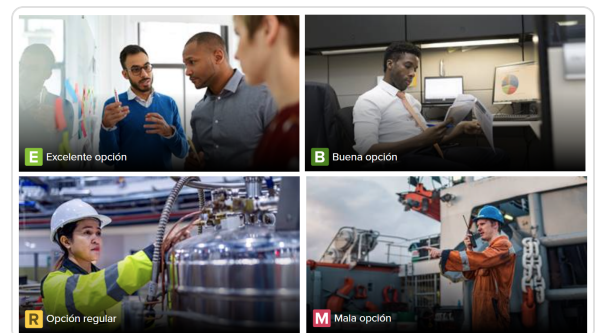 E Excelente opción
B Buena opción
R Opción regular
M Mala opción